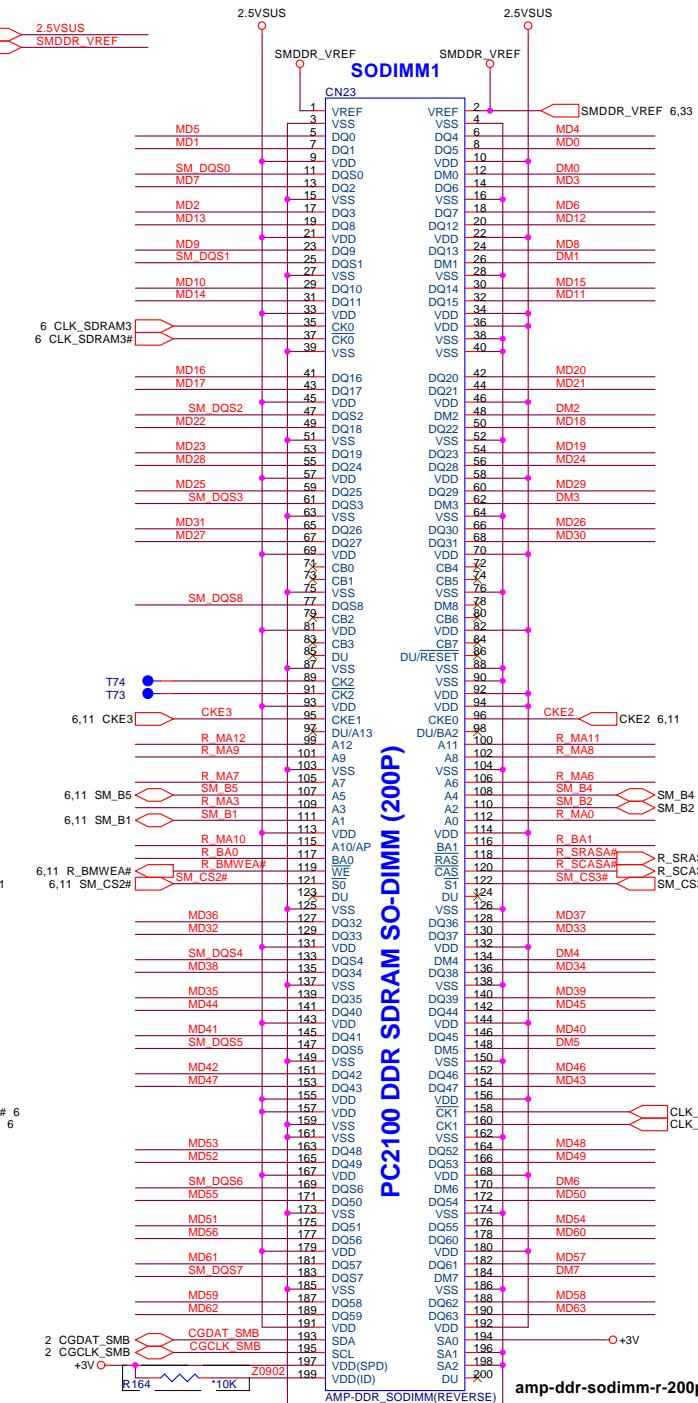 2.5VSUS 2.5VSUS
2.5VSUS
SMDDR_VREF
SMDDR_VREF SMDDR_VREF
SODIMM1
CN23
1 VREF VREF 2 SMDDR_VREF 6,33
3 VSS VSS 4
MD5 5 DQ0 DQ4 6 MD4
MD1 7 DQ1 DQ5 8 MD0
9 VDD VDD 10
SM_DQS0 11 DQS0 DM0 12 DM0
MD7 13 DQ2 DQ6 14 MD3
15 VSS VSS 16
MD2 17 DQ3 DQ7 18 MD6
MD13 19 DQ8 DQ12 20 MD12
21 VDD VDD 22
MD9 23 DQ9 DQ13 24 MD8
SM_DQS1 25 DQS1 DM1 26 DM1
27 VSS VSS 28
MD10 29 DQ10 DQ14 30 MD15
MD14 31 DQ11 DQ15 32 MD11
33 VDD VDD 34
6 CLK_SDRAM3 35 CK0 VDD 36
6 CLK_SDRAM3# 37 CK0 VSS 38
39 VSS VSS 40
MD16 41 DQ16 DQ20 42 MD20
MD17 43 DQ17 DQ21 44 MD21
45 VDD VDD 46
SM_DQS2 47 DQS2 DM2 48 DM2
MD22 49 DQ18 DQ22 50 MD18
51 VSS VSS 52
MD23 53 DQ19 DQ23 54 MD19
MD28 55 DQ24 DQ28 56 MD24
57 VDD VDD 58
MD25 59 DQ25 DQ29 60 MD29
SM_DQS3 61 DQS3 DM3 62 DM3
63 VSS VSS 64
MD31 65 DQ26 DQ30 66 MD26
MD27 67 DQ27 DQ31 68 MD30
69 VDD VDD 70
71 CB0 CB4 72
73 CB1 CB5 74
75 VSS VSS 76
SM_DQS8 77 DQS8 DM8 78
79 CB2 CB6 80
81 VDD VDD 82
83 CB3 CB7 84
85 DU DU/RESET 86
87 VSS VSS 88
T74 89 CK2 VSS 90
T73 91 CK2 VDD 92
93 VDD VDD 94
6,11 CKE3 CKE3 95 CKE1 CKE0 96 CKE2 CKE2 6,11
97 DU/A13 DU/BA2 98
R_MA12 99 A12 A11 100 R_MA11
R_MA9 101 A9 A8 102 R_MA8
103 VSS VSS 104
R_MA7 105 A7 A6 106 R_MA6
6,11 SM_B5 SM_B5 107 A5 A4 108 SM_B4 SM_B4
R_MA3 109 A3 A2 110 SM_B2 SM_B2
6,11 SM_B1 SM_B1 111 A1 A0 112 R_MA0
113 VDD VDD 114
R_MA10 115 A10/AP BA1 116 R_BA1
R_BA0 117 BA0 RAS 118 R_SRASA# R_SRAS
6,11 R_BMWEA# R_BMWEA# 119 WE CAS 120 R_SCASA# R_SCAS
1 6,11 SM_CS2# SM_CS2# 121 S0 S1 122 SM_CS3# SM_CS3
123 DU DU 124
125 VSS VSS 126
MD36 127 DQ32 DQ36 128 MD37
MD32 129 DQ33 DQ37 130 MD33
131 VDD VDD 132
SM_DQS4 133 DQS4 DM4 134 DM4
MD38 135 DQ34 DQ38 136 MD34
137 VSS VSS 138
MD35 139 DQ35 DQ39 140 MD39
MD44 141 DQ40 DQ44 142 MD45
143 VDD VDD 144
MD41 145 DQ41 DQ45 146 MD40
SM_DQS5 147 DQS5 DM5 148 DM5
149 VSS VSS 150
MD42 151 DQ42 DQ46 152 MD46
MD47 153 DQ43 DQ47 154 MD43
155 VDD VDD 156
# 6 157 VDD CK1 158 CLK_
6 159 VSS CK1 160 CLK_
161 VSS VSS 162
MD53 163 DQ48 DQ52 164 MD48
MD52 165 DQ49 DQ53 166 MD49
167 VDD VDD 168
SM_DQS6 169 DQS6 DM6 170 DM6
MD55 171 DQ50 DQ54 172 MD50
173 VSS VSS 174
MD51 175 DQ51 DQ55 176 MD54
MD56 177 DQ56 DQ60 178 MD60
179 VDD VDD 180
MD61 181 DQ57 DQ61 182 MD57
SM_DQS7 183 DQS7 DM7 184 DM7
185 VSS VSS 186
MD59 187 DQ58 DQ62 188 MD58
MD62 189 DQ59 DQ63 190 MD63
191 VDD VDD 192
2 CGDAT_SMB CGDAT_SMB 193 SDA SA0 194 +3V
2 CGCLK_SMB CGCLK_SMB 195 SCL SA1 196
+3V 197 VDD(SPD) SA2 198
R164 *10K Z0902 199 VDD(ID) DU 200
PC2100 DDR SDRAM SO-DIMM (200P)
AMP-DDR_SODIMM(REVERSE)
amp-ddr-sodimm-r-200p